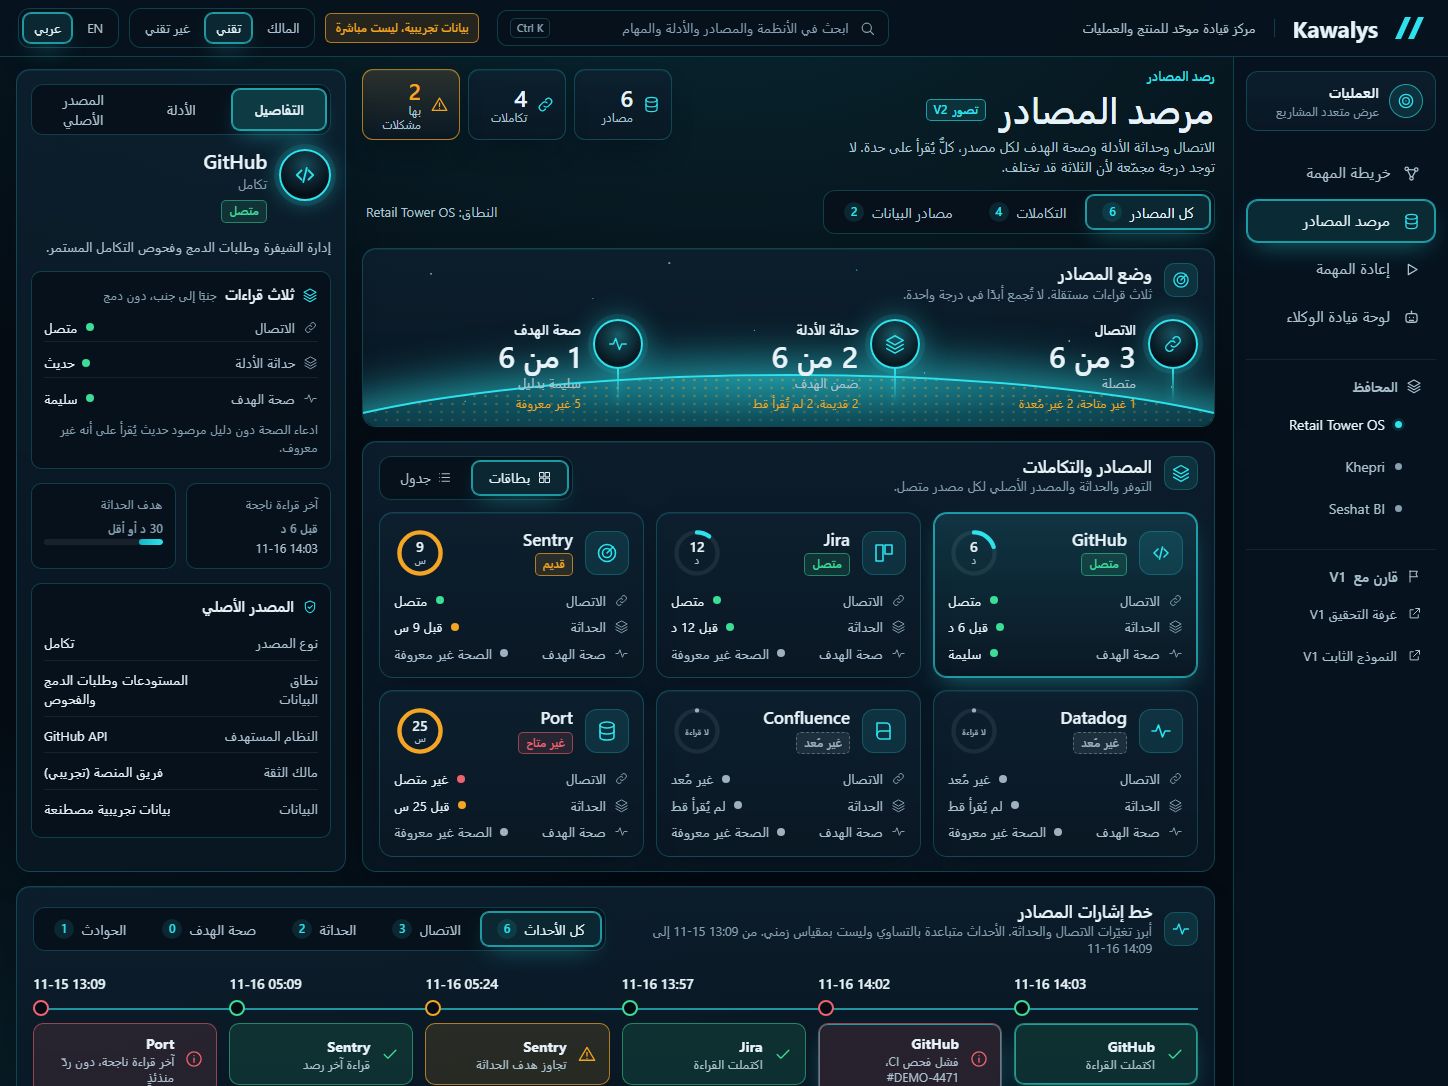 Kawalys
مركز قيادة موحّد للمنتج والعمليات
ابحث في الأنظمة والمصادر والأدلة والمهام
Ctrl K
بيانات تجريبية، ليست مباشرة
المالك
تقني
غير تقني
EN
عربي
العمليات
عرض متعدد المشاريع
خريطة المهمة
مرصد المصادر
إعادة المهمة
لوحة قيادة الوكلاء
المحافظ
Retail Tower OS
Khepri
Seshat BI
قارن مع V1
غرفة التحقيق V1
النموذج الثابت V1
رصد المصادر
مرصد المصادر
تصور V2
الاتصال وحداثة الأدلة وصحة الهدف لكل مصدر، كلٌّ يُقرأ على حدة. لا
توجد درجة مجمّعة لأن الثلاثة قد تختلف.
6
مصادر
4
تكاملات
2
بها
مشكلات
كل المصادر 6
التكاملات 4
مصادر البيانات 2
النطاق: Retail Tower OS
وضع المصادر
ثلاث قراءات مستقلة. لا تُجمع أبدًا في درجة واحدة.
الاتصال
3 من 6
متصلة
1 غير متاحة، 2 غير مُعدة
حداثة الأدلة
2 من 6
ضمن الهدف
2 قديمة، 2 لم تُقرأ قط
صحة الهدف
1 من 6
سليمة بدليل
5 غير معروفة
المصادر والتكاملات
التوفر والحداثة والمصدر الأصلي لكل مصدر متصل.
بطاقات
جدول
GitHub
متصل
6
د
الاتصال
متصل
الحداثة
قبل 6 د
صحة الهدف
سليمة
Jira
متصل
12
د
الاتصال
متصل
الحداثة
قبل 12 د
صحة الهدف
الصحة غير معروفة
Sentry
قديم
9
س
الاتصال
متصل
الحداثة
قبل 9 س
صحة الهدف
الصحة غير معروفة
Datadog
غير مُعد
لا قراءة
الاتصال
غير مُعد
الحداثة
لم يُقرأ قط
صحة الهدف
الصحة غير معروفة
Confluence
غير مُعد
لا قراءة
الاتصال
غير مُعد
الحداثة
لم يُقرأ قط
صحة الهدف
الصحة غير معروفة
Port
غير متاح
25
س
الاتصال
غير متصل
الحداثة
قبل 25 س
صحة الهدف
الصحة غير معروفة
التفاصيل
الأدلة
المصدر
الأصلي
GitHub
تكامل
متصل
إدارة الشيفرة وطلبات الدمج وفحوص التكامل المستمر.
ثلاث قراءات جنبًا إلى جنب، دون دمج
الاتصال
متصل
حداثة الأدلة
حديث
صحة الهدف
سليمة
ادعاء الصحة دون دليل مرصود حديث يُقرأ على أنه غير
معروف.
آخر قراءة ناجحة
قبل 6 د
11-16 14:03
هدف الحداثة
30 د أو أقل
المصدر الأصلي
نوع المصدر
تكامل
نطاق
البيانات
المستودعات وطلبات الدمج
والفحوص
النظام المستهدف
GitHub API
مالك الثقة
فريق المنصة (تجريبي)
البيانات
بيانات تجريبية مصطنعة
خط إشارات المصادر
أبرز تغيّرات الاتصال والحداثة. الأحداث متباعدة بالتساوي وليست بمقياس زمني. من 13:09 15-11 إلى
11-16 14:09
كل الأحداث 6
الاتصال 3
الحداثة 2
صحة الهدف 0
الحوادث 1
11-16 14:03
GitHub
اكتملت القراءة
11-16 14:02
GitHub
فشل فحص CI،
#DEMO-4471
11-16 13:57
Jira
اكتملت القراءة
11-16 05:24
Sentry
تجاوز هدف الحداثة
11-16 05:09
Sentry
قراءة آخر رصد
11-15 13:09
Port
آخر قراءة ناجحة، دون ردّ
منذئذٍ